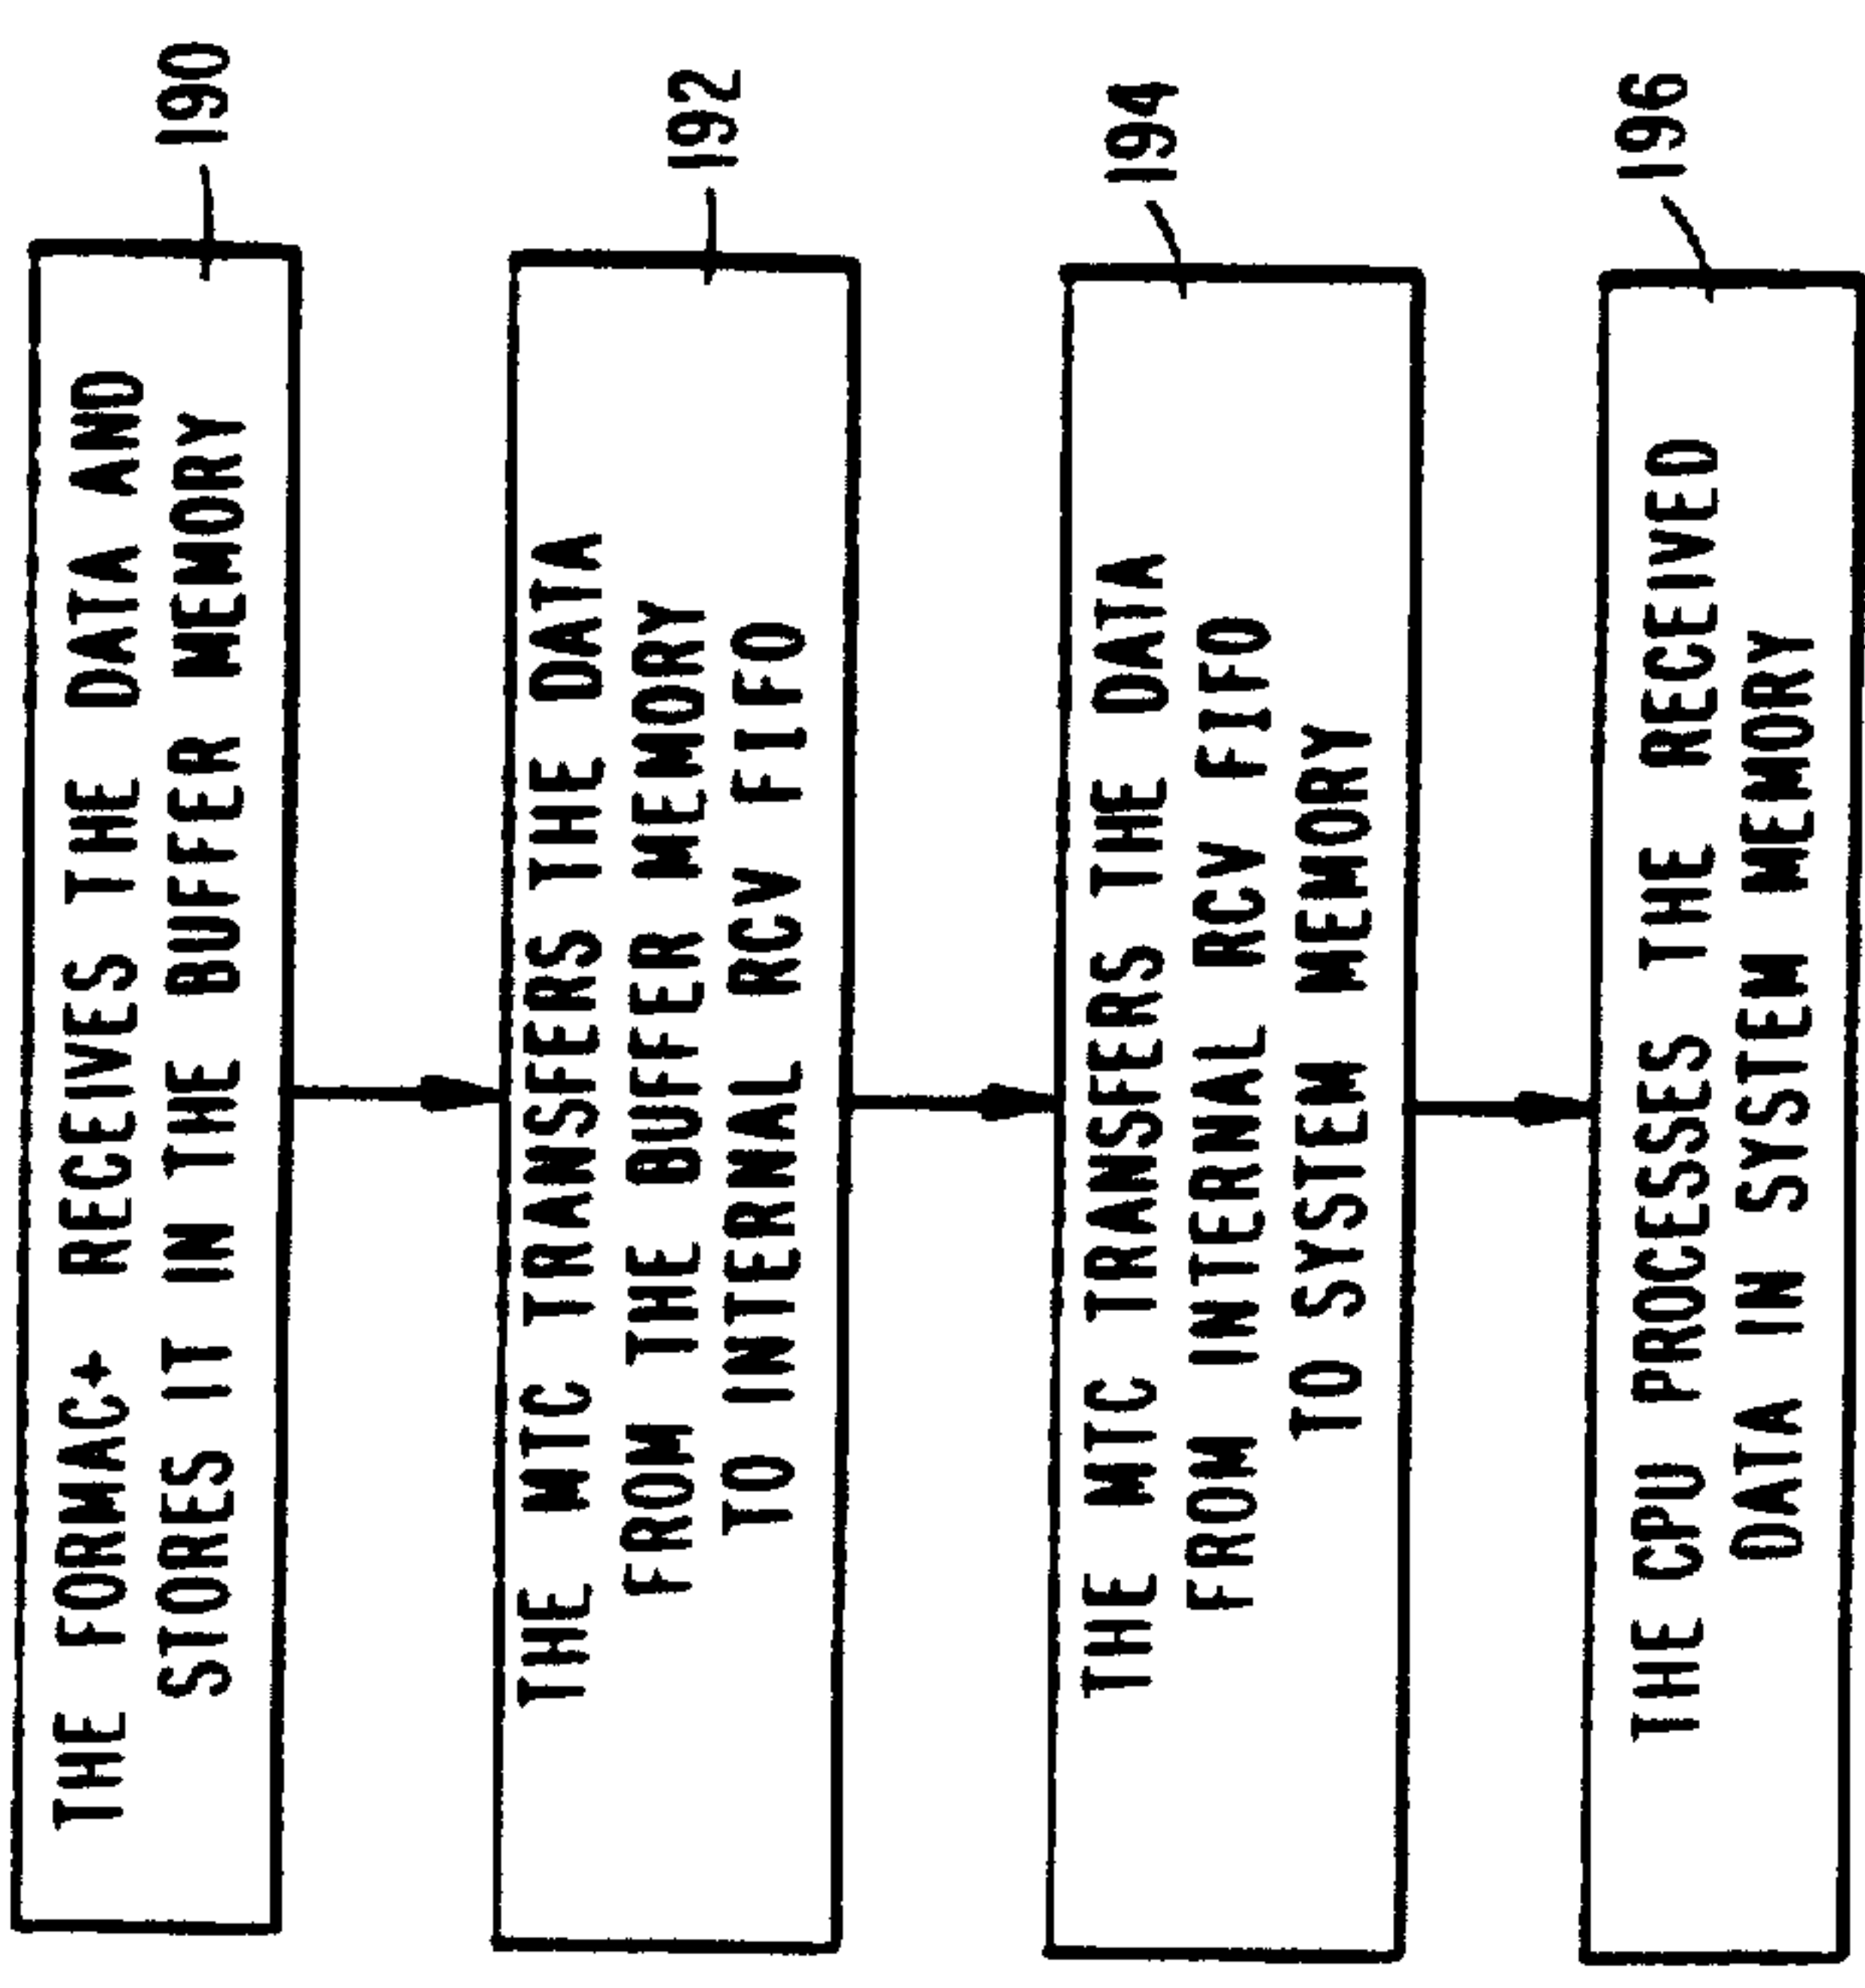 THE FORMAC+ RECEIVES THE DATA AND
STORES IT IN THE BUFFER MEMORY
190
THE MTC TRANSFERS THE DATA
FROM THE BUFFER MEMORY
TO INTERNAL RCV FIFO
192
THE MTC TRANSFERS THE DATA
FROM INTERNAL RCV FIFO
TO SYSTEM MEMORY
194
THE CPU PROCESSES THE RECEIVED
DATA IN SYSTEM MEMORY
196